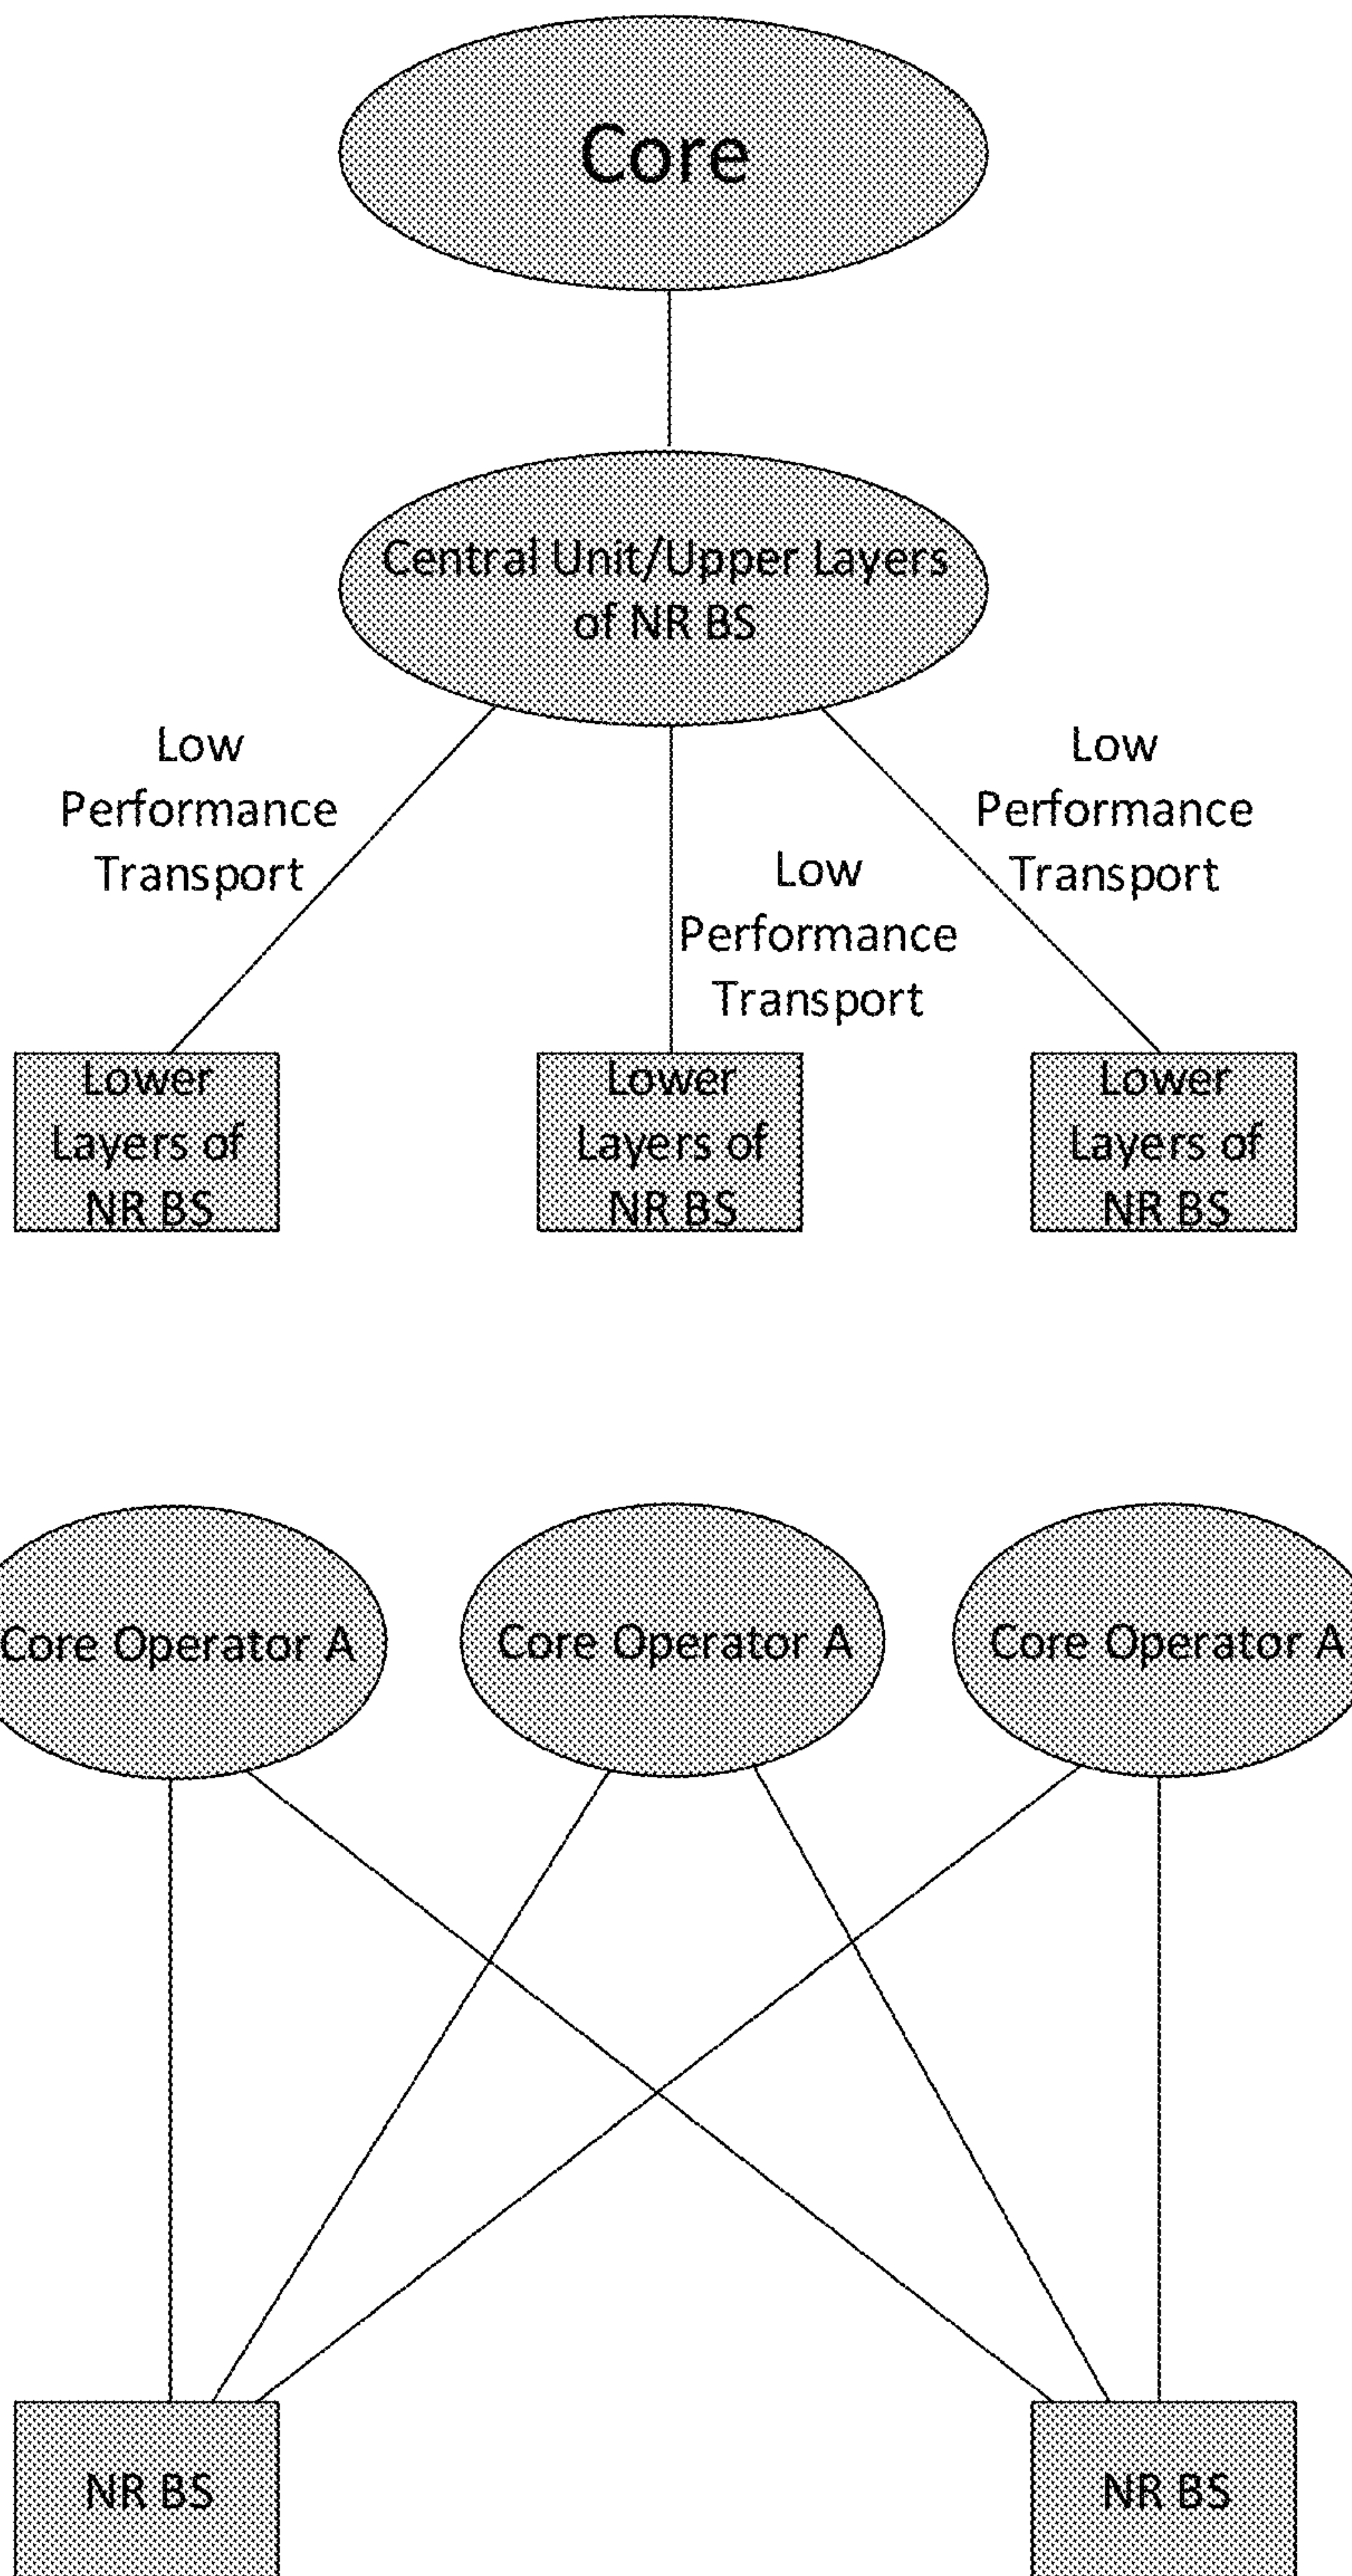 Core
Central Unit/Upper Layers
of NR BS
Low
Performance
Transport
Low
Performance
Transport
Low
Performance
Transport
Lower
Layers of
NR BS
Lower
Layers of
NR BS
Lower
Layers of
NR BS
Core Operator A
Core Operator A
Core Operator A
NR BS
NR BS